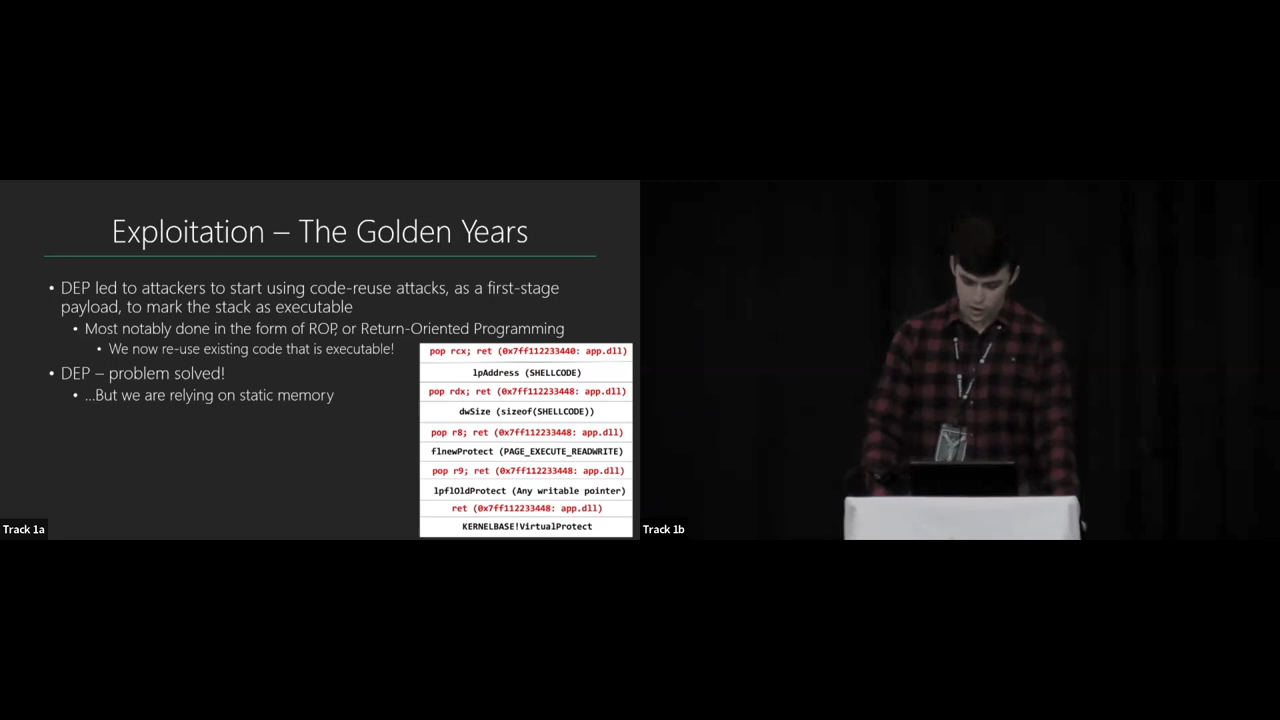 Exploitation – The Golden Years
• DEP led to attackers to start using code-reuse attacks, as a first-stage
payload, to mark the stack as executable
• Most notably done in the form of ROP, or Return-Oriented Programming
• We now re-use existing code that is executable!
• DEP – problem solved!
• ...But we are relying on static memory
pop rcx; ret (0x7ff112233440: app.dll)
lpAddress (SHELLCODE)
pop rdx; ret (0x7ff112233448: app.dll)
dwSize (sizeof(SHELLCODE))
pop r8; ret (0x7ff112233448: app.dll)
flnewProtect (PAGE_EXECUTE_READWRITE)
pop r9; ret (0x7ff112233448: app.dll)
lpflOldProtect (Any writable pointer)
ret (0x7ff112233448: app.dll)
KERNELBASE!VirtualProtect
Track 1a
Track 1b